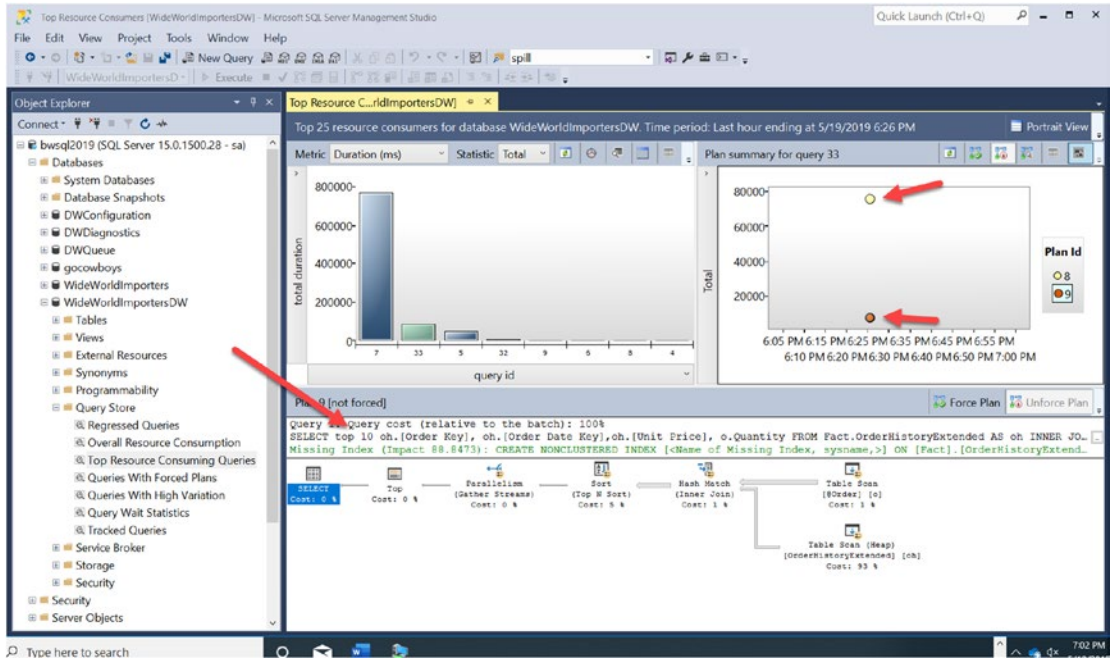 Top Resource Consumers [WideWorldImportersDW] - Microsoft SQL Server Management Studio
Quick Launch (Ctrl+Q)
File Edit View Project Tools Window Help
New Query
spill
WideWorldImportersD
Execute
Object Explorer
Connect
bwsql2019 (SQL Server 15.0.1500.28 - sa)
Databases
System Databases
Database Snapshots
DWConfiguration
DWDiagnostics
DWQueue
gocowboys
WideWorldImporters
WideWorldImportersDW
Tables
Views
External Resources
Synonyms
Programmability
Query Store
Regressed Queries
Overall Resource Consumption
Top Resource Consuming Queries
Queries With Forced Plans
Queries With High Variation
Query Wait Statistics
Tracked Queries
Service Broker
Storage
Security
Security
Server Objects
Top Resource C...rldImportersDW]
Top 25 resource consumers for database WideWorldImportersDW. Time period: Last hour ending at 5/19/2019 6:26 PM
Portrait View
Metric Duration (ms) Statistic Total
total duration
800000
600000
400000
200000
0
7 33 5 32 9 6 8 4
query id
Plan summary for query 33
Total
80000
60000
40000
20000
6:05 PM 6:15 PM 6:25 PM 6:35 PM 6:45 PM 6:55 PM
6:10 PM 6:20 PM 6:30 PM 6:40 PM 6:50 PM 7:00 PM
Plan Id
8
9
Plan 9 [not forced]
Force Plan Unforce Plan
Query cost (relative to the batch): 100%
SELECT top 10 oh.[Order Key], oh.[Order Date Key],oh.[Unit Price], o.Quantity FROM Fact.OrderHistoryExtended AS oh INNER JO...
Missing Index (Impact 88.8473): CREATE NONCLUSTERED INDEX [<Name of Missing Index, sysname,>] ON [Fact].[OrderHistoryExtend...
SELECT
Cost: 0 %
Top
Cost: 0 %
Parallelism
(Gather Streams)
Cost: 0 %
Sort
(Top N Sort)
Cost: 5 %
Hash Match
(Inner Join)
Cost: 1 %
Table Scan
[@Order] [o]
Cost: 1 %
Table Scan (Heap)
[OrderHistoryExtended] [oh]
Cost: 93 %
Type here to search
7:02 PM